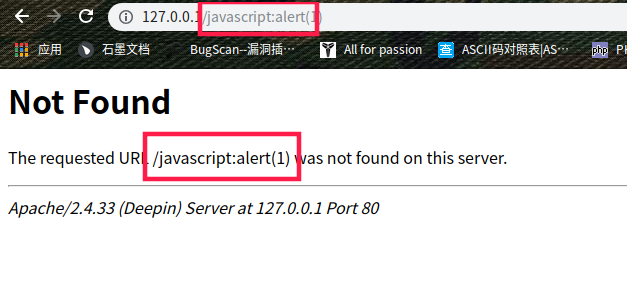 127.0.0.1/javascript:alert(1)
应用 石墨文档 BugScan--漏洞插… All for passion 查 ASCII码对照表|AS… php P
Not Found
The requested URL /javascript:alert(1) was not found on this server.
Apache/2.4.33 (Deepin) Server at 127.0.0.1 Port 80